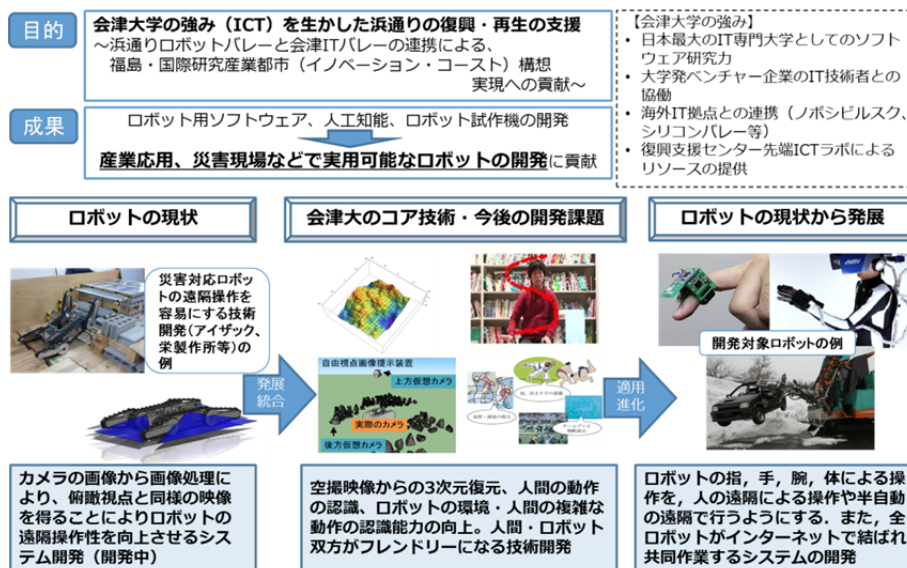 目的
会津大学の強み(ICT)を生かした浜通りの復興・再生の支援
~浜通りロボットバレーと会津ITバレーの連携による、
福島・国際研究産業都市(イノベーション・コースト)構想
実現への貢献~
成果
ロボット用ソフトウェア、人工知能、ロボット試作機の開発
産業応用、災害現場などで実用可能なロボットの開発に貢献
【会津大学の強み】
• 日本最大のIT専門大学としてのソフト
ウェア研究力
• 大学発ベンチャー企業のIT技術者との
協働
• 海外IT拠点との連携(ノボシビルスク、
シリコンバレー等)
• 復興支援センター先端ICTラボによる
リソースの提供
ロボットの現状
災害対応ロボッ
トの遠隔操作を
容易にする技術
開発(アイザック、
栄製作所等)の
例
発展
統合
カメラの画像から画像処理に
より、俯瞰視点と同様の映像
を得ることによりロボットの
遠隔操作性を向上させるシス
テム開発(開発中)
会津大のコア技術・今後の開発課題
自由視点画像提示装置
上方仮想カメラ
実際のカメラ
後方仮想カメラ
適用
進化
空撮映像からの3次元復元、人間の動作
の認識、ロボットの環境・人間の複雑な
動作の認識能力の向上。人間・ロボット
双方がフレンドリーになる技術開発
ロボットの現状から発展
開発対象ロボットの例
ロボットの指,手,腕,体による操
作を,人の遠隔による操作や半自動
の遠隔で行うようにする.また,全
ロボットがインターネットで結ばれ
共同作業するシステムの開発